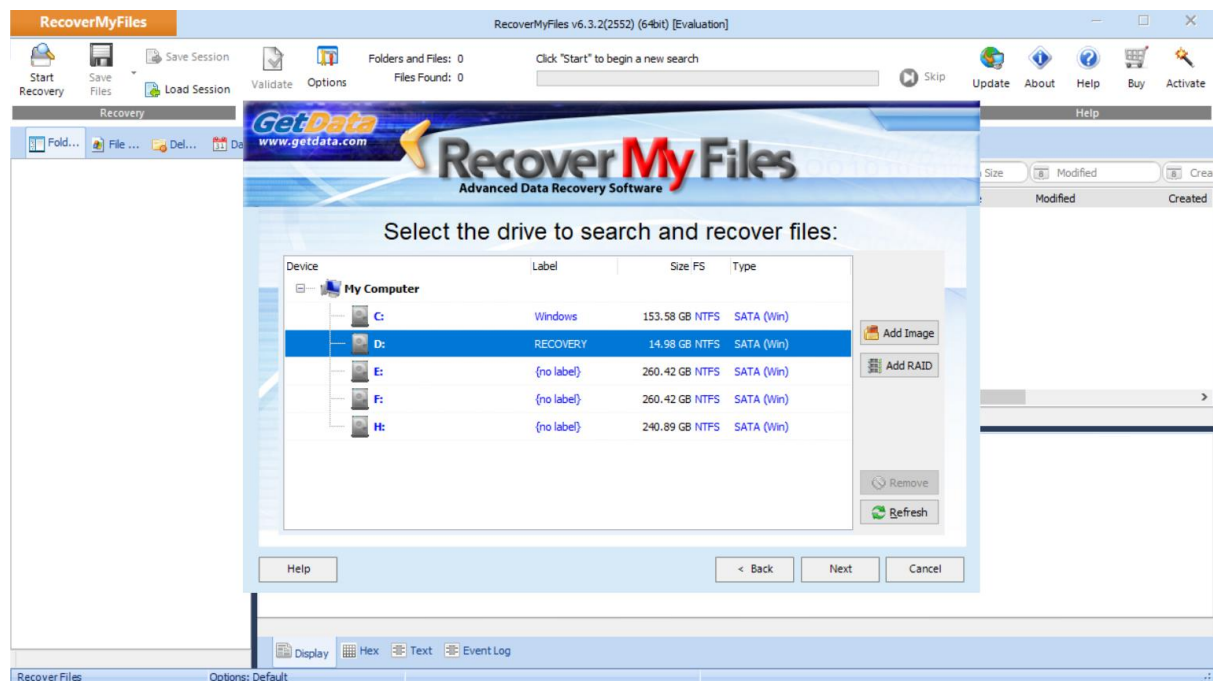 RecoverMyFiles
RecoverMyFiles v6.3.2(2552) (64bit) [Evaluation]
Start Recovery
Save Files
Save Session
Load Session
Validate
Options
Folders and Files: 0
Files Found: 0
Click "Start" to begin a new search
Skip
Update
About
Help
Buy
Activate
Recovery
Help
Fold...
File ...
Del...
Da
GetData
www.getdata.com
Recover My Files
Advanced Data Recovery Software
Size
Modified
Crea
Modified
Created
Select the drive to search and recover files:
Device Label Size FS Type
My Computer
C: Windows 153.58 GB NTFS SATA (Win)
D: RECOVERY 14.98 GB NTFS SATA (Win)
E: {no label} 260.42 GB NTFS SATA (Win)
F: {no label} 260.42 GB NTFS SATA (Win)
H: {no label} 240.89 GB NTFS SATA (Win)
Add Image
Add RAID
Remove
Refresh
Help
< Back
Next
Cancel
Display
Hex
Text
Event Log
Recover Files
Options: Default